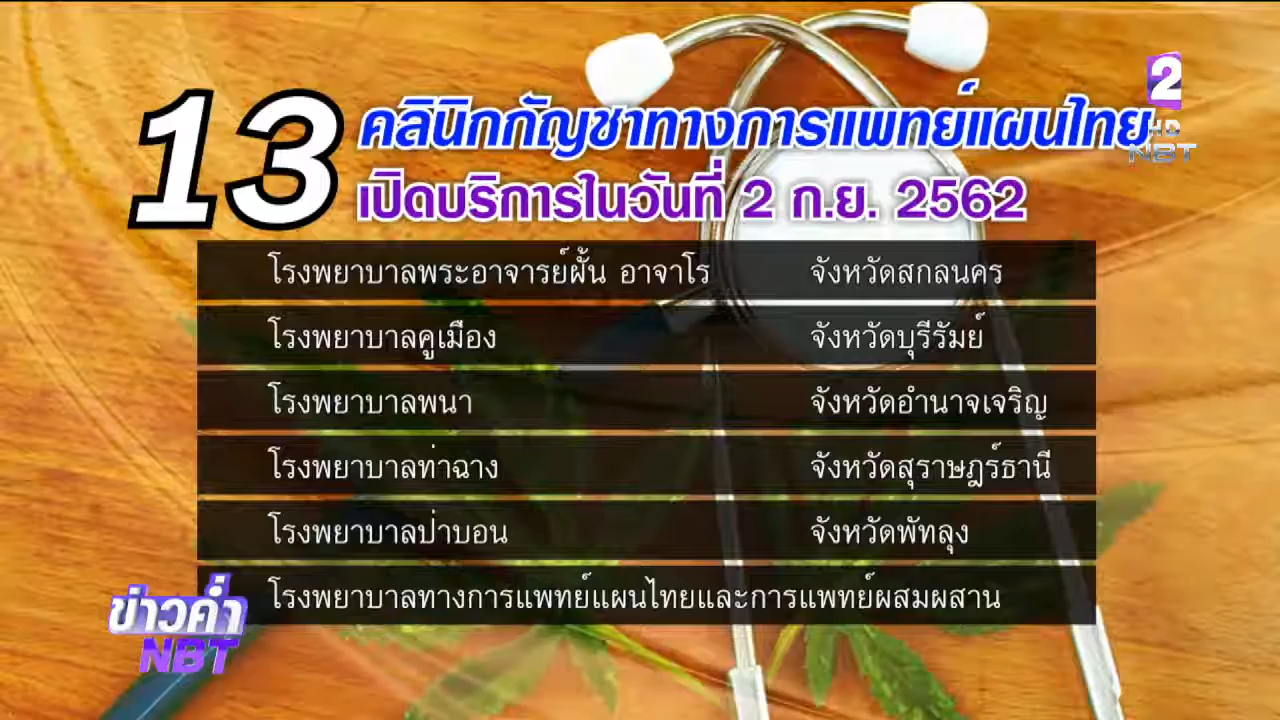 13 คลินิกกัญชาทางการแพทย์แผนไทย
เปิดบริการในวันที่ 2 ก.ย. 2562
2
HD
NBT
โรงพยาบาลพระอาจารย์ฝั้น อาจาโร จังหวัดสกลนคร
โรงพยาบาลคูเมือง จังหวัดบุรีรัมย์
โรงพยาบาลพนา จังหวัดอำนาจเจริญ
โรงพยาบาลท่าฉาง จังหวัดสุราษฎร์ธานี
โรงพยาบาลป่าบอน จังหวัดพัทลุง
โรงพยาบาลทางการแพทย์แผนไทยและการแพทย์ผสมผสาน
ข่าวค่ำ
NBT